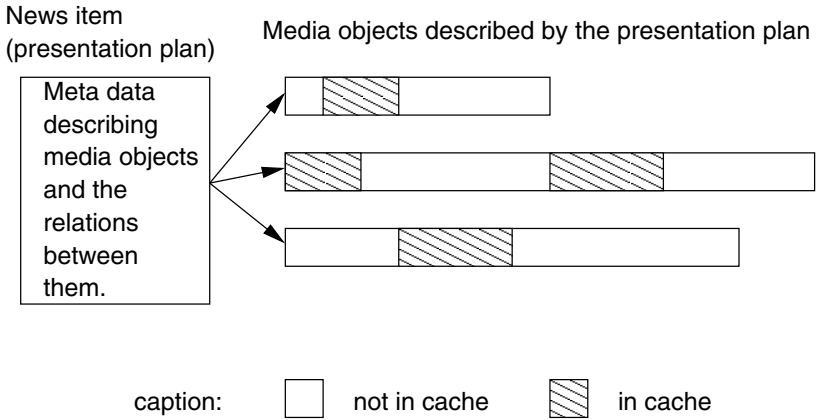 News item
(presentation plan)
Media objects described by the presentation plan
Meta data
describing
media objects
and the
relations
between
them.
caption:
not in cache
in cache